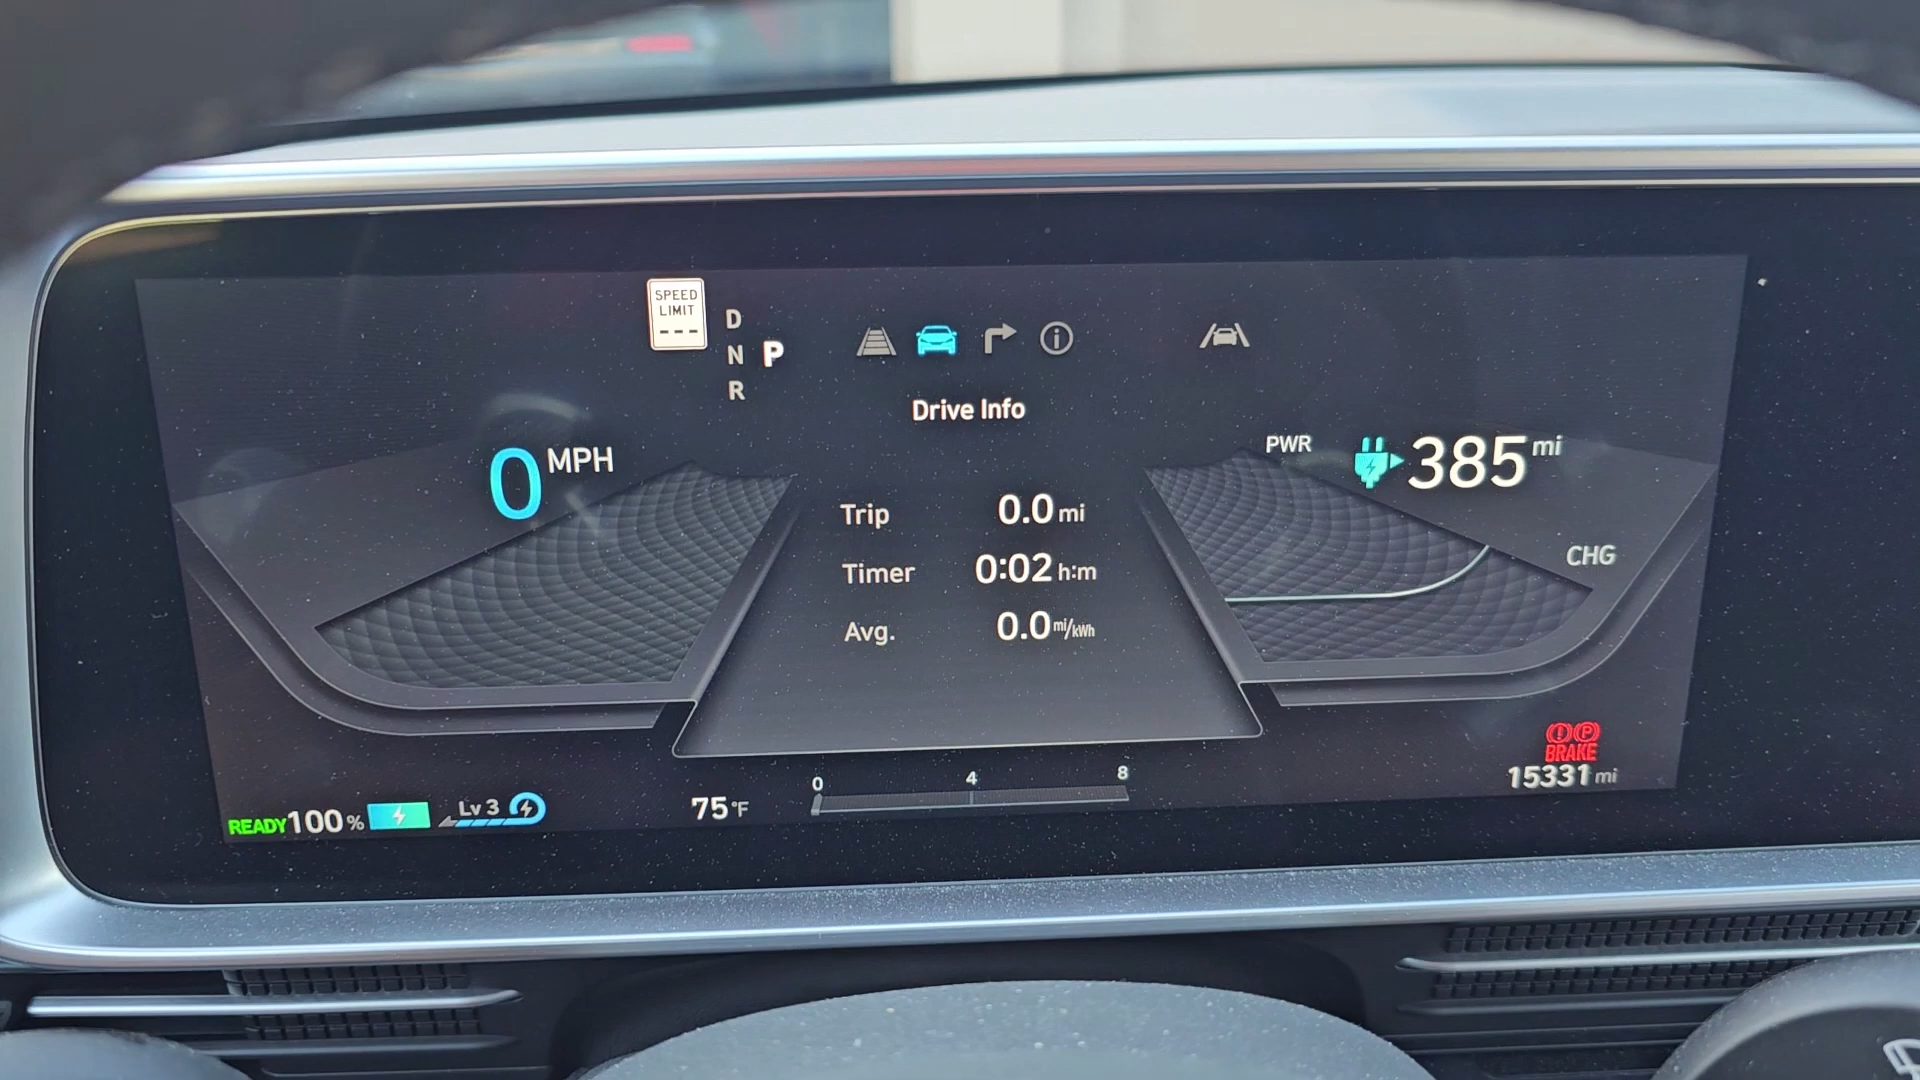 SPEED
LIMIT
---
D
N P
R
Drive Info
0 MPH
PWR
385 mi
CHG
Trip 0.0 mi
Timer 0:02 h:m
Avg. 0.0 mi/kWh
BRAKE
15331 mi
0 4 8
READY 100 % Lv 3
75 °F